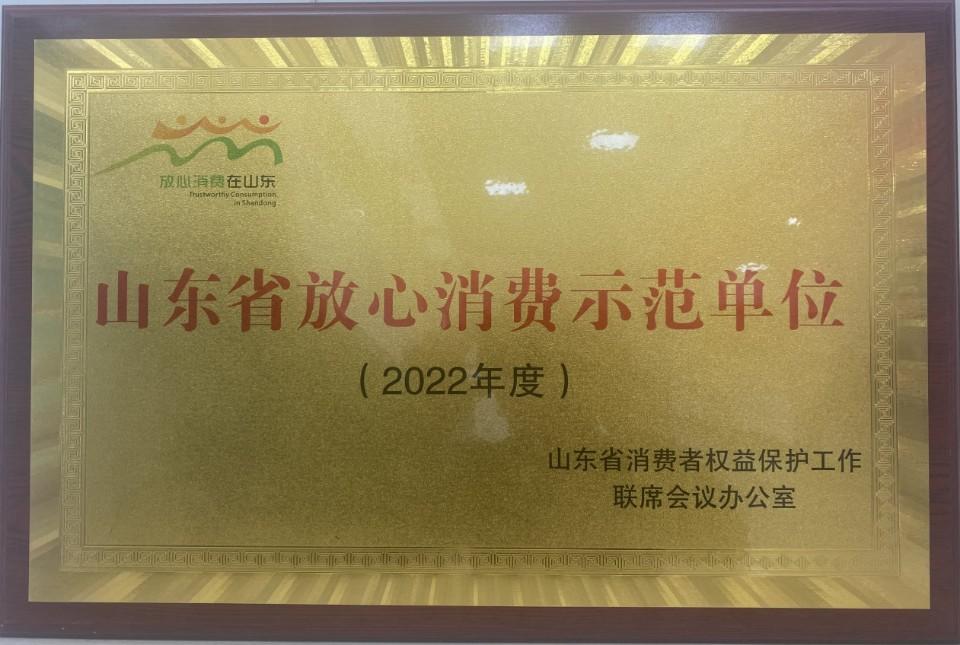 放心消费在山东
Trustworthy Consumption
in Shandong
山东省放心消费示范单位
（2022年度）
山东省消费者权益保护工作
联席会议办公室